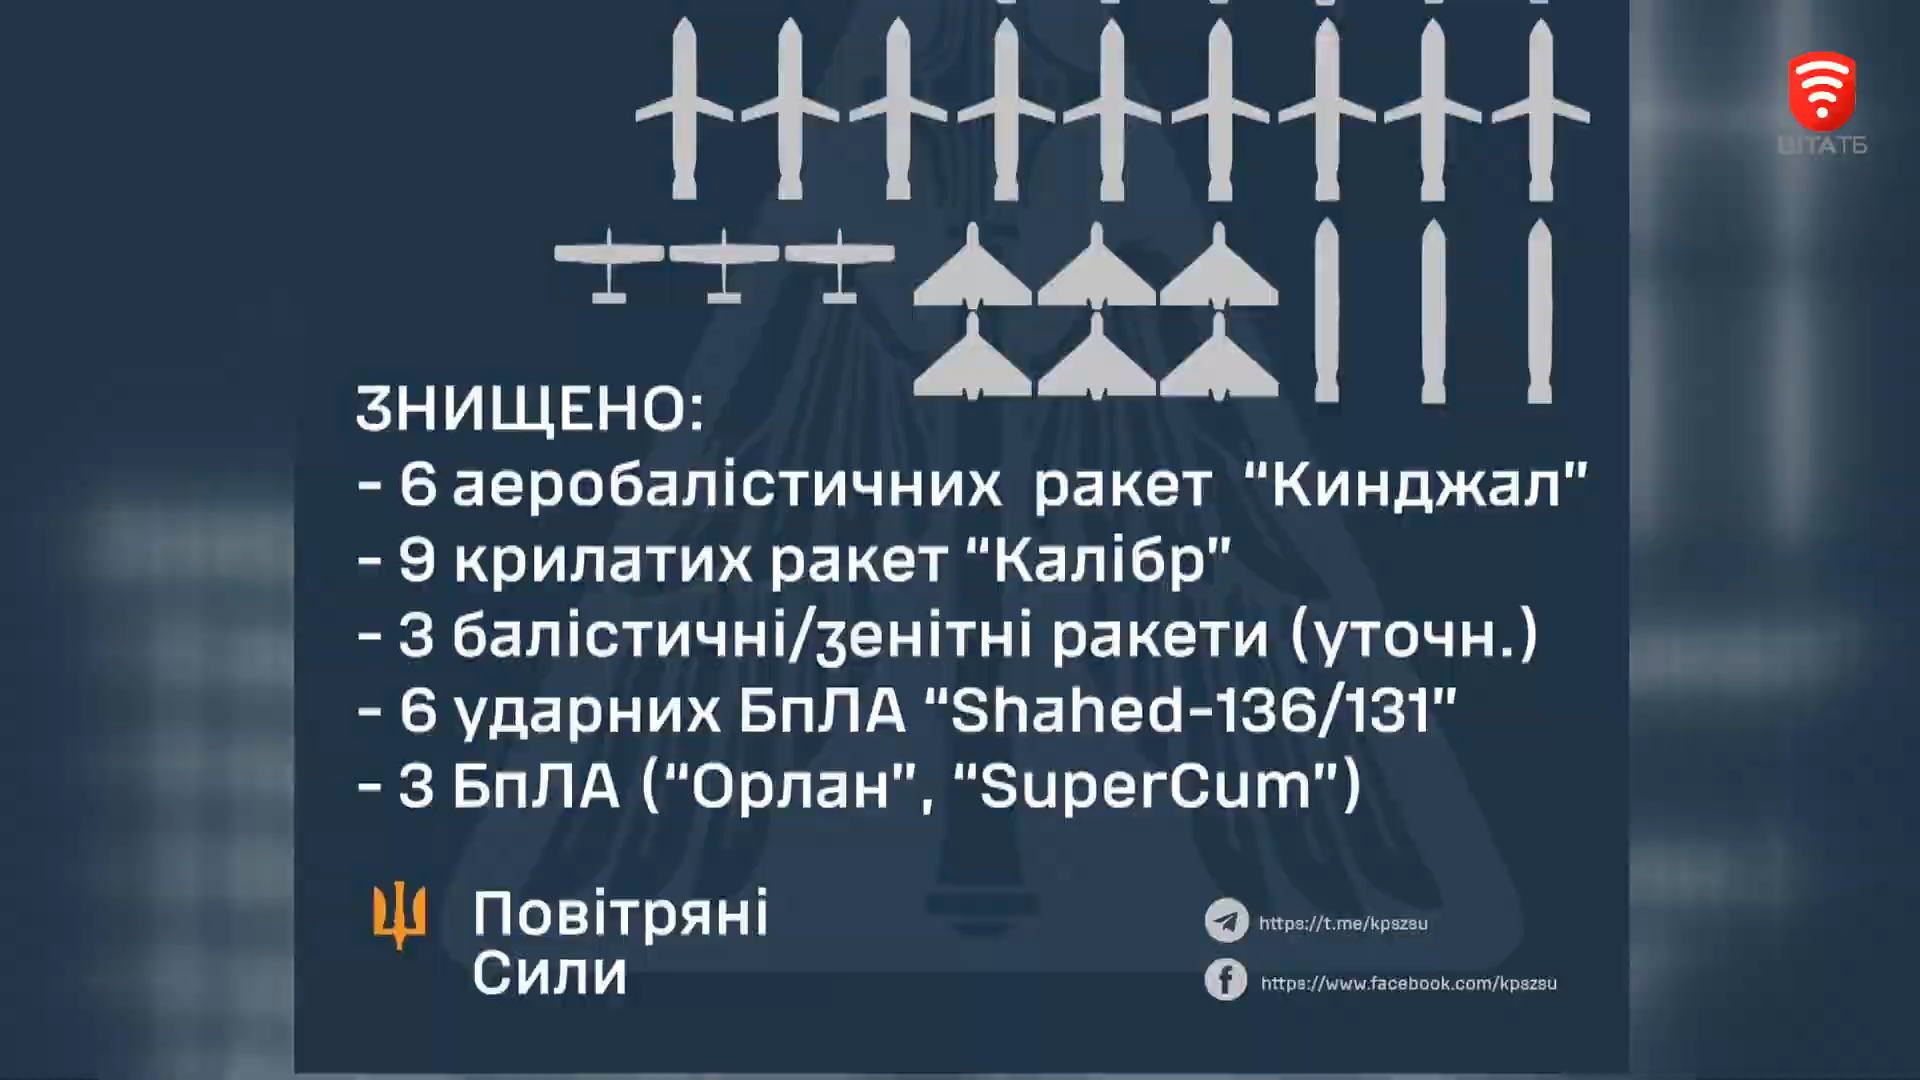 ВІТАТБ
ЗНИЩЕНО:
- 6 аеробалістичних ракет “Кинджал”
- 9 крилатих ракет “Калібр”
- 3 балістичні/зенітні ракети (уточн.)
- 6 ударних БпЛА “Shahed-136/131”
- 3 БпЛА (“Орлан”, “SuperCum”)
Повітряні
Сили
https://t.me/kpszsu
https://www.facebook.com/kpszsu